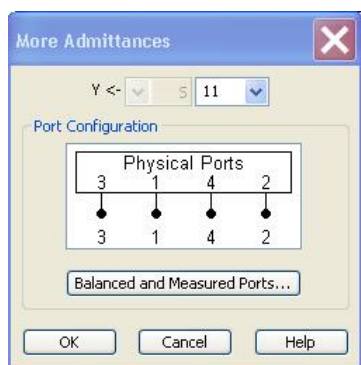 More Admittances
Y <- S 11
Port Configuration
Physical Ports
3 1 4 2
3 1 4 2
Balanced and Measured Ports...
OK Cancel Help